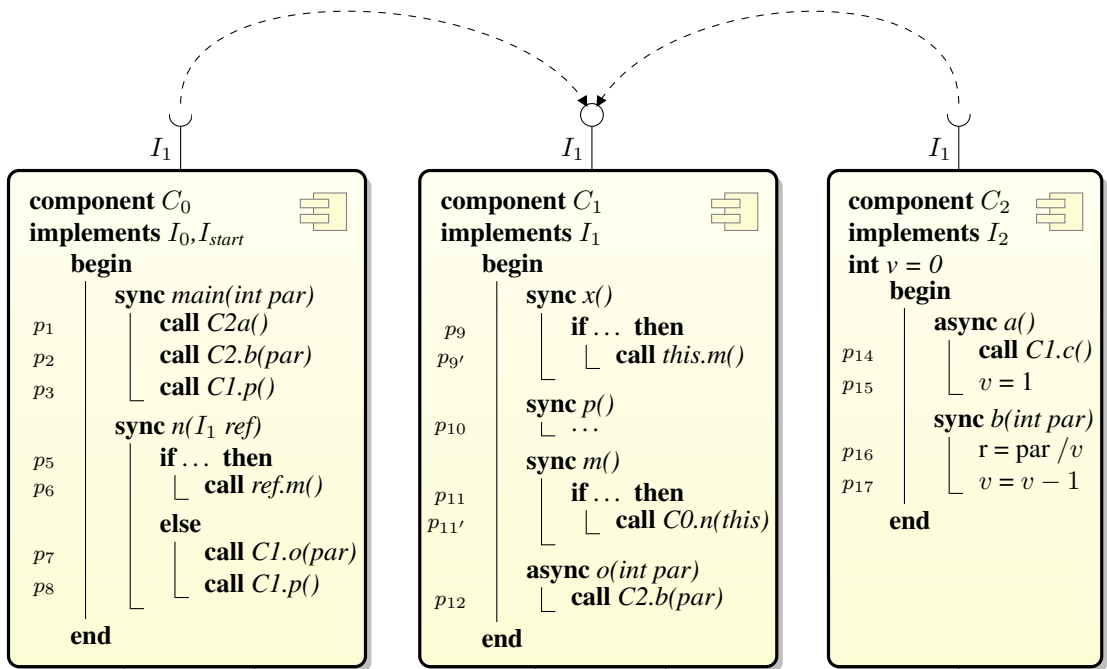 I₁
I₁
I₁
component C₀
implements I₀,I_start
begin
sync main(int par)
p₁ call C2a()
p₂ call C2.b(par)
p₃ call C1.p()
sync n(I₁ ref)
p₅ if … then
p₆ call ref.m()
else
p₇ call C1.o(par)
p₈ call C1.p()
end
component C₁
implements I₁
begin
sync x()
p₉ if … then
p₉′ call this.m()
sync p()
p₁₀ …
sync m()
p₁₁ if … then
p₁₁′ call C0.n(this)
async o(int par)
p₁₂ call C2.b(par)
end
component C₂
implements I₂
int v = 0
begin
async a()
p₁₄ call C1.c()
p₁₅ v = 1
sync b(int par)
p₁₆ r = par / v
p₁₇ v = v − 1
end